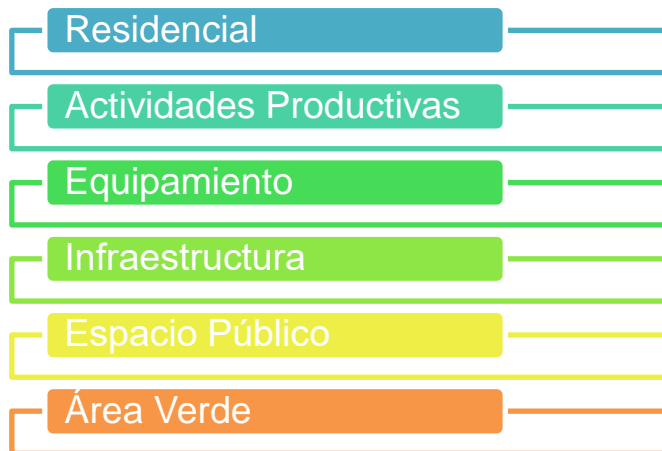 Residencial
Actividades Productivas
Equipamiento
Infraestructura
Espacio Público
Área Verde